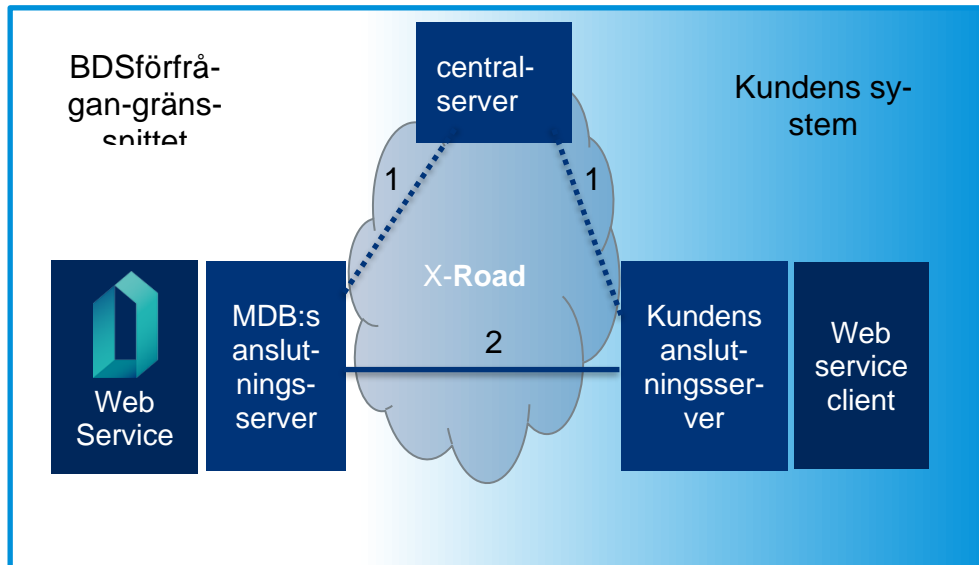 BDSförfrå-
gan-gräns-
snittet
central-
server
Kundens sy-
stem
1
1
X-Road
2
Web
Service
MDB:s
anslut-
nings-
server
Kundens
anslut-
ningsser-
ver
Web
service
client